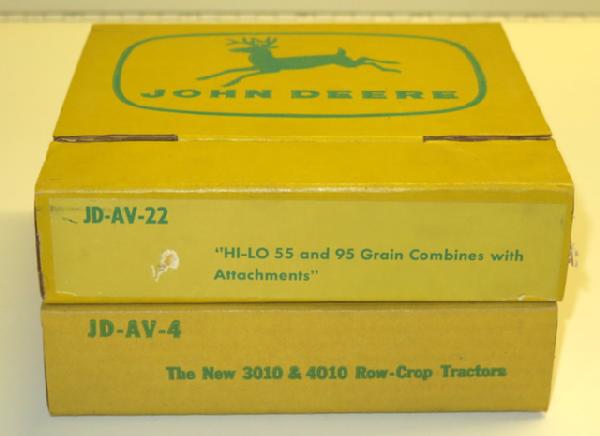 JOHN DEERE
JD-AV-22
"HI-LO 55 and 95 Grain Combines with
Attachments"
JD-AV-4
The New 3010 & 4010 Row-Crop Tractors